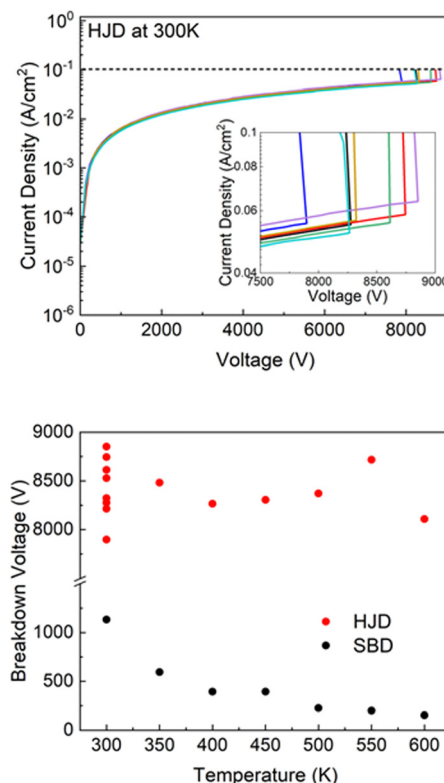 HJD at 300K
Current Density (A/cm²)
10⁰
10⁻¹
10⁻²
10⁻³
10⁻⁴
10⁻⁵
10⁻⁶
0 2000 4000 6000 8000
Voltage (V)
Current Density (A/cm²)
0.1
0.08
0.06
0.04
7500 8000 8500 9000
Voltage (V)
Breakdown Voltage (V)
9000
8500
8000
1000
500
0
HJD
SBD
300 350 400 450 500 550 600
Temperature (K)